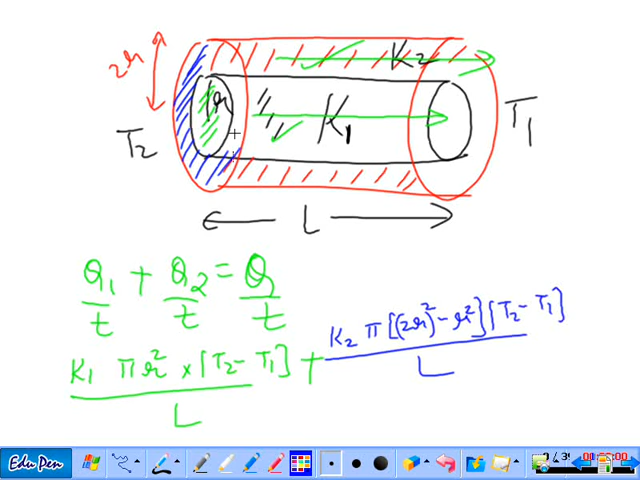 2r
K2
r
K1
T2
T1
L
Q1/t + Q2/t = Q/t
K1 πr² × [T2 - T1]/L + K2 π[(2r)² - r²][T2 - T1]/L
Edu Pen